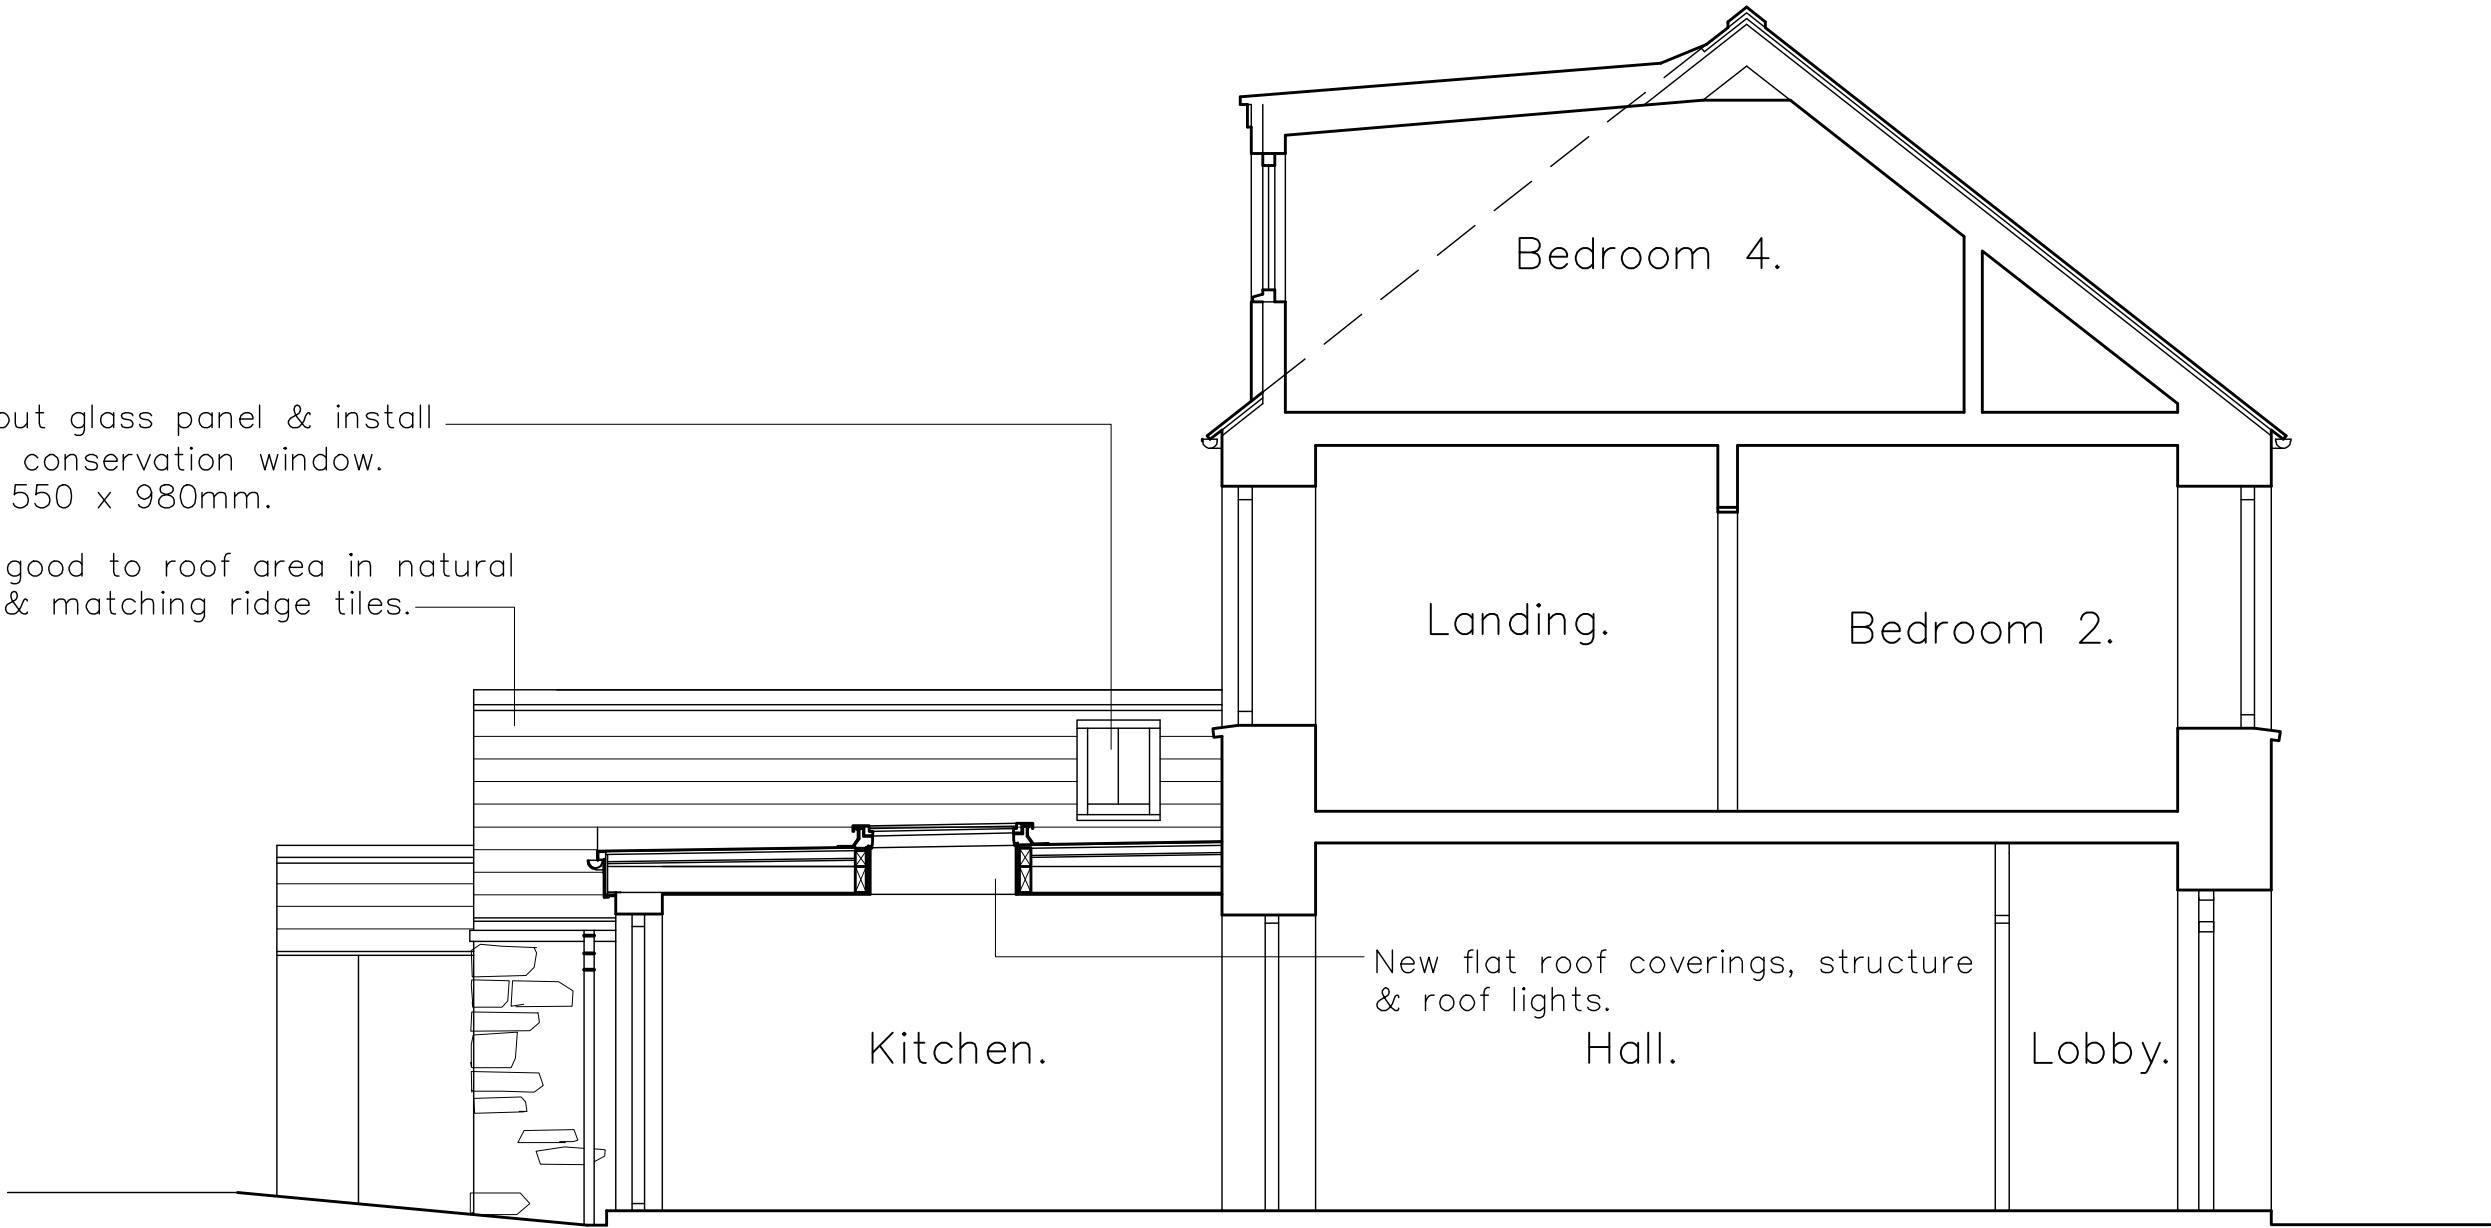 Bedroom 4.
out glass panel & install
conservation window.
550 x 980mm.
good to roof area in natural
& matching ridge tiles.
Landing.
Bedroom 2.
New flat roof coverings, structure
& roof lights.
Kitchen.
Hall.
Lobby.